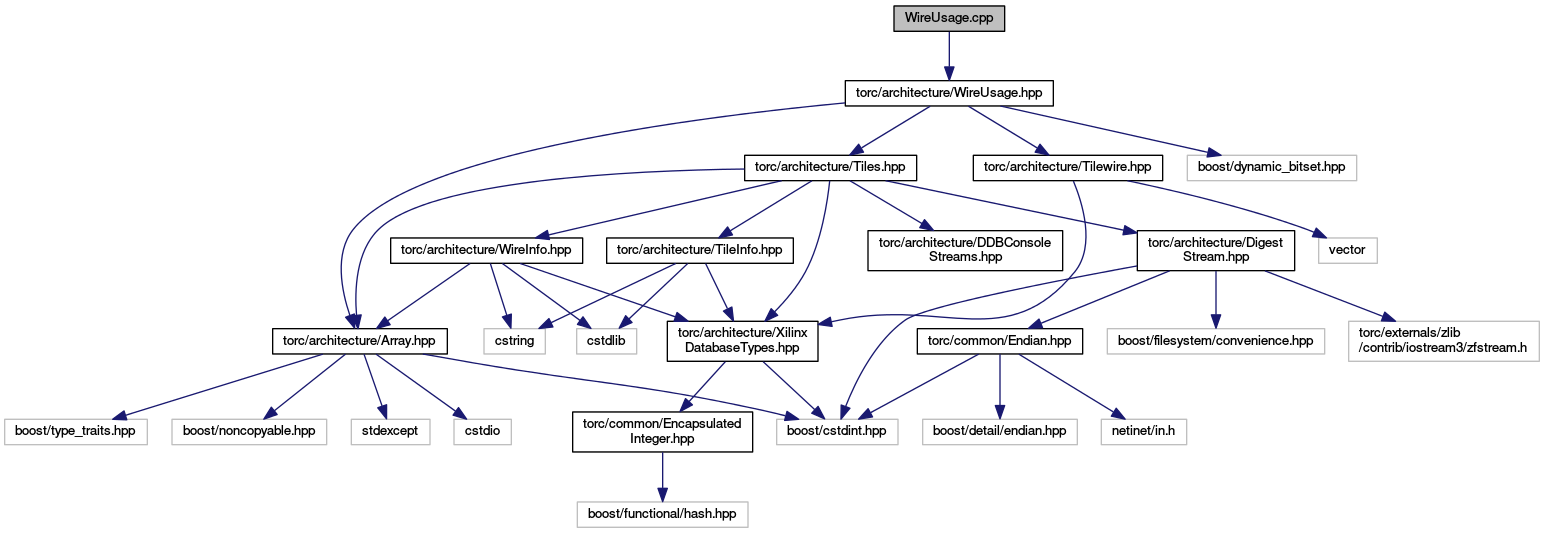 WireUsage.cpp
torc/architecture/WireUsage.hpp
torc/architecture/Tiles.hpp
torc/architecture/Tilewire.hpp
boost/dynamic_bitset.hpp
torc/architecture/WireInfo.hpp
torc/architecture/TileInfo.hpp
torc/architecture/DDBConsole
Streams.hpp
torc/architecture/Digest
Stream.hpp
vector
torc/architecture/Array.hpp
cstring
cstdlib
torc/architecture/Xilinx
DatabaseTypes.hpp
torc/common/Endian.hpp
boost/filesystem/convenience.hpp
torc/externals/zlib
/contrib/iostream3/zfstream.h
boost/type_traits.hpp
boost/noncopyable.hpp
stdexcept
cstdio
torc/common/Encapsulated
Integer.hpp
boost/cstdint.hpp
boost/detail/endian.hpp
netinet/in.h
boost/functional/hash.hpp